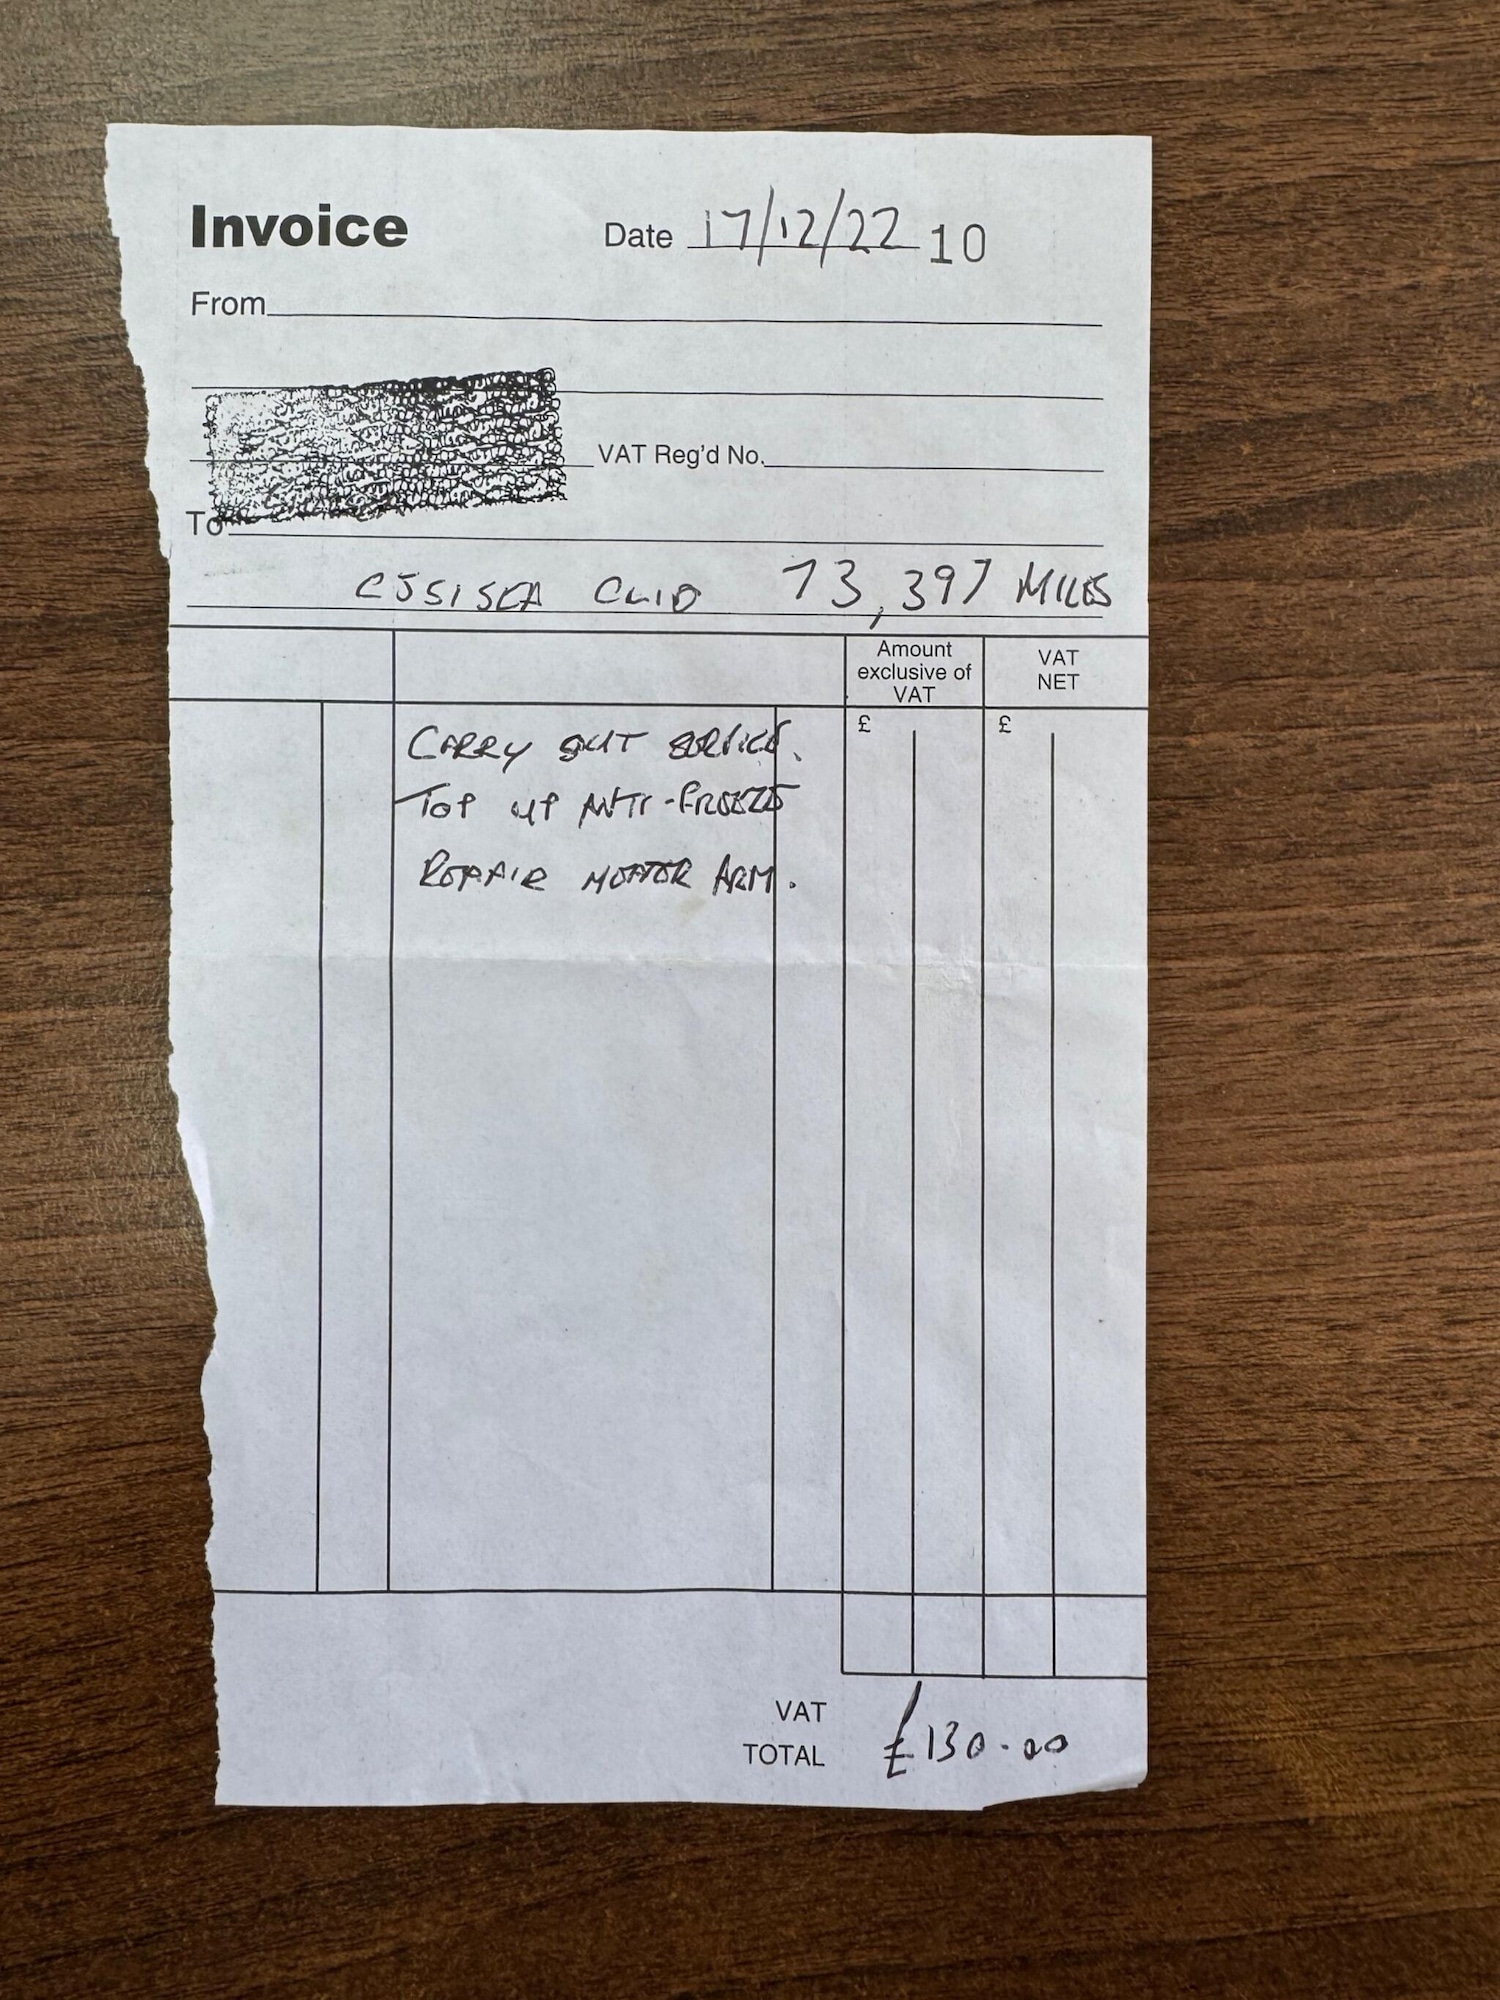 Invoice Date 17/12/22 10
From
VAT Reg'd No.
To
CJ51SEA CLIO 73,397 MILES
Amount exclusive of VAT
VAT NET
£ £
CARRY OUT SERVICE.
TOP UP ANTI-FREEZE
REPAIR MOTOR ARM.
VAT
TOTAL £130.00